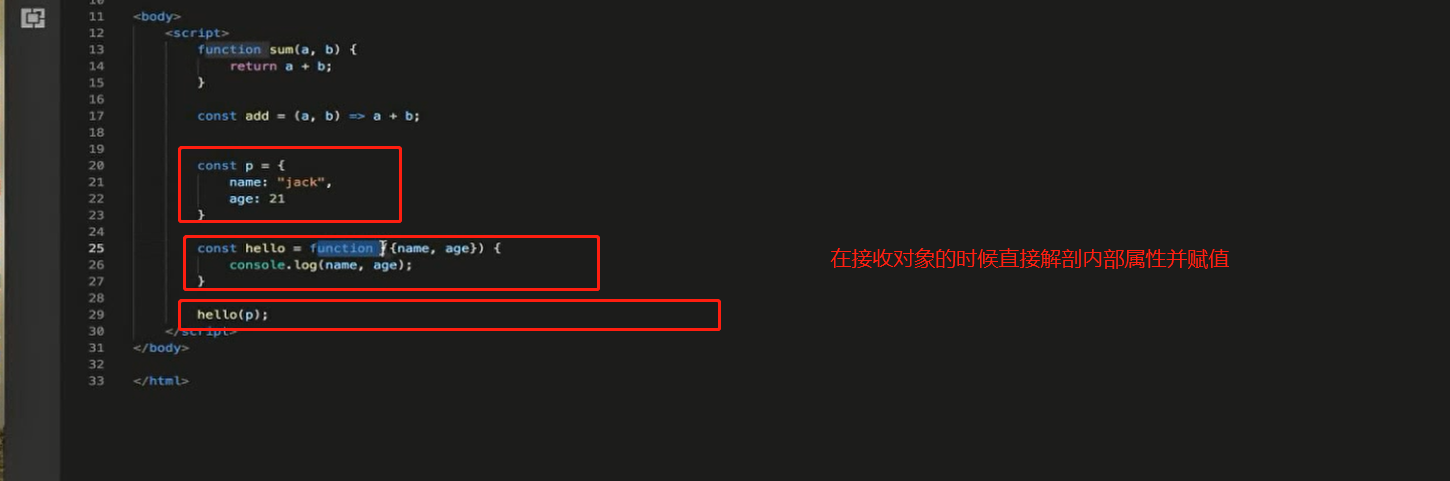 11 <body>
12 <script>
13 function sum(a, b) {
14 return a + b;
15 }
16
17 const add = (a, b) => a + b;
18
19
20 const p = {
21 name: "jack",
22 age: 21
23 }
24
25 const hello = function ({name, age}) {
在接收对象的时候直接解剖内部属性并赋值
26 console.log(name, age);
27 }
28
29 hello(p);
30 </script>
31 </body>
32
33 </html>